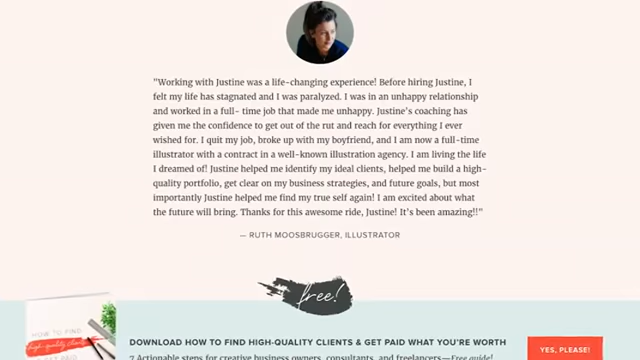 "Working with Justine was a life-changing experience! Before hiring Justine, I
felt my life has stagnated and I was paralyzed. I was in an unhappy relationship
and worked in a full- time job that made me unhappy. Justine's coaching has
given me the confidence to get out of the rut and reach for everything I ever
wished for. I quit my job, broke up with my boyfriend, and I am now a full-time
illustrator with a contract in a well-known illustration agency. I am living the life
I dreamed of! Justine helped me identify my ideal clients, helped me build a high-
quality portfolio, get clear on my business strategies, and future goals, but most
importantly Justine helped me find my true self again! I am excited about what
the future will bring. Thanks for this awesome ride, Justine! It's been amazing!!"
— RUTH MOOSBRUGGER, ILLUSTRATOR
free!
HOW TO FIND
high-quality clients
& GET PAID
DOWNLOAD HOW TO FIND HIGH-QUALITY CLIENTS & GET PAID WHAT YOU'RE WORTH
7 Actionable steps for creative business owners, consultants, and freelancers—Free guide!
YES, PLEASE!